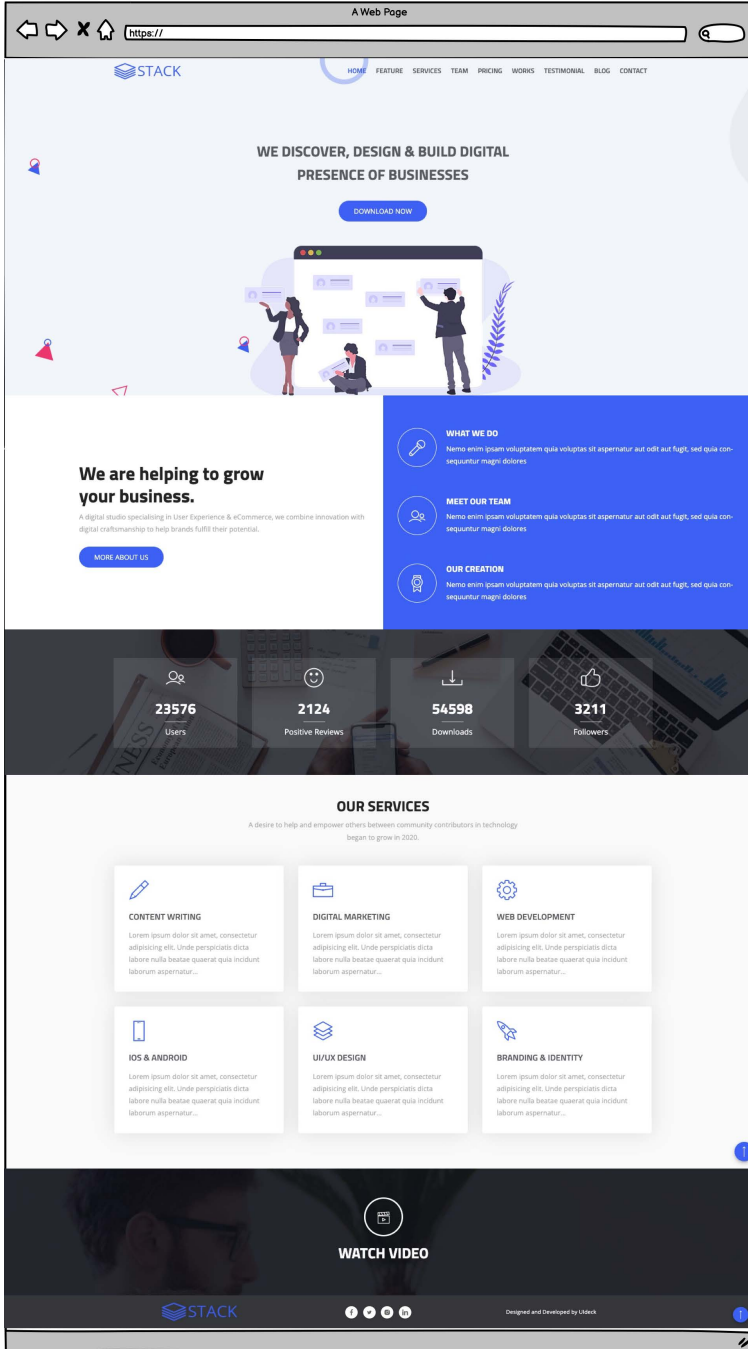 A Web Page
https://
STACK
HOME FEATURE SERVICES TEAM PRICING WORKS TESTIMONIAL BLOG CONTACT
WE DISCOVER, DESIGN & BUILD DIGITAL
PRESENCE OF BUSINESSES
DOWNLOAD NOW
We are helping to grow
your business.
A digital studio specialising in User Experience & eCommerce, we combine innovation with
digital craftsmanship to help brands fulfill their potential.
MORE ABOUT US
WHAT WE DO
Nemo enim ipsam voluptatem quia voluptas sit aspernatur aut odit aut fugit, sed quia con-
sequuntur magni dolores
MEET OUR TEAM
Nemo enim ipsam voluptatem quia voluptas sit aspernatur aut odit aut fugit, sed quia con-
sequuntur magni dolores
OUR CREATION
Nemo enim ipsam voluptatem quia voluptas sit aspernatur aut odit aut fugit, sed quia con-
sequuntur magni dolores
23576
Users
2124
Positive Reviews
54598
Downloads
3211
Followers
OUR SERVICES
A desire to help and empower others between community contributors in technology
began to grow in 2020.
CONTENT WRITING
Lorem ipsum dolor sit amet, consectetur
adipisicing elit. Unde perspiciatis dicta
labore nulla beatae quaerat quia incidunt
laborum aspernatur...
DIGITAL MARKETING
Lorem ipsum dolor sit amet, consectetur
adipisicing elit. Unde perspiciatis dicta
labore nulla beatae quaerat quia incidunt
laborum aspernatur...
WEB DEVELOPMENT
Lorem ipsum dolor sit amet, consectetur
adipisicing elit. Unde perspiciatis dicta
labore nulla beatae quaerat quia incidunt
laborum aspernatur...
IOS & ANDROID
Lorem ipsum dolor sit amet, consectetur
adipisicing elit. Unde perspiciatis dicta
labore nulla beatae quaerat quia incidunt
laborum aspernatur...
UI/UX DESIGN
Lorem ipsum dolor sit amet, consectetur
adipisicing elit. Unde perspiciatis dicta
labore nulla beatae quaerat quia incidunt
laborum aspernatur...
BRANDING & IDENTITY
Lorem ipsum dolor sit amet, consectetur
adipisicing elit. Unde perspiciatis dicta
labore nulla beatae quaerat quia incidunt
laborum aspernatur...
WATCH VIDEO
STACK
Designed and Developed by UIdeck